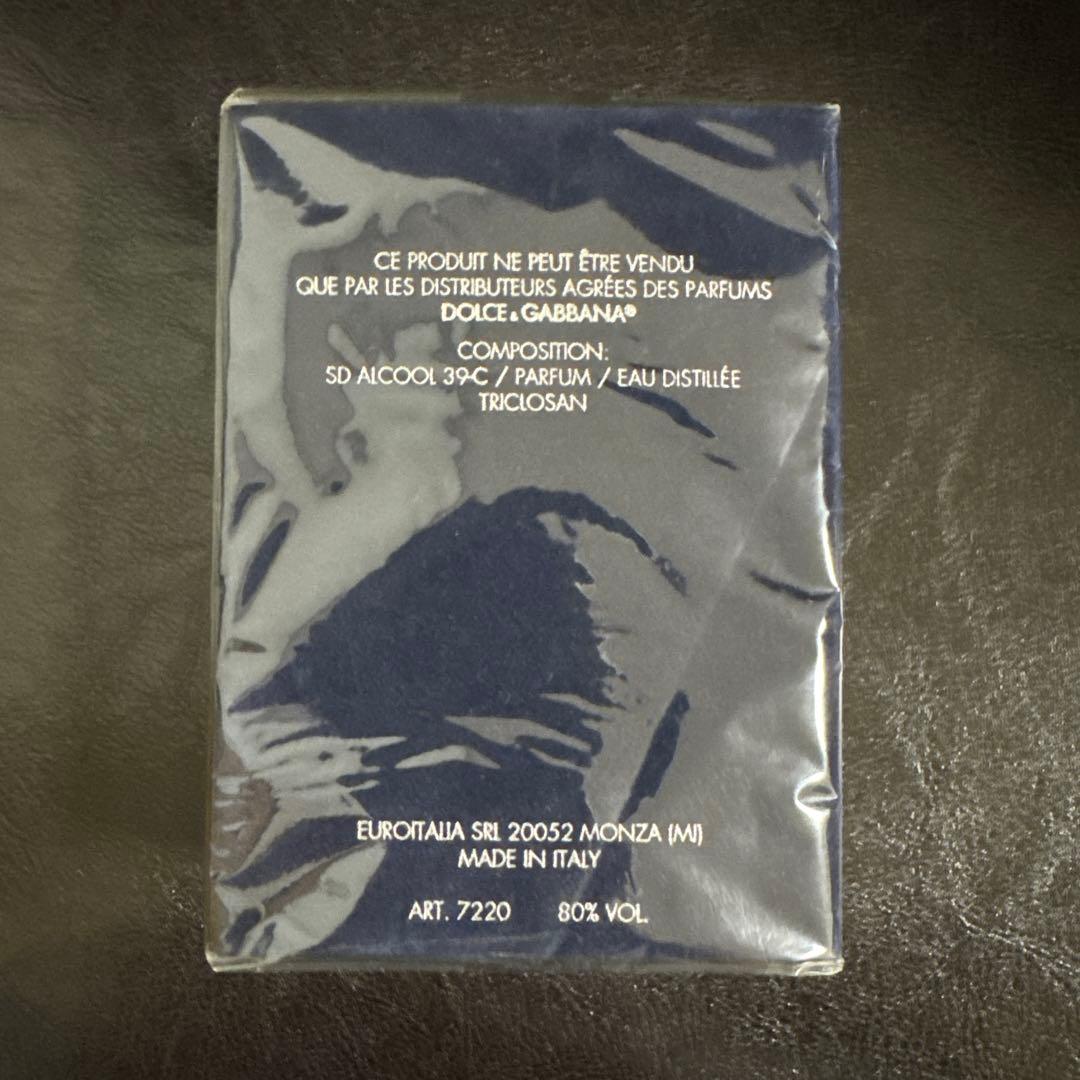 CE PRODUIT NE PEUT ÊTRE VENDU
QUE PAR LES DISTRIBUTEURS AGRÉES DES PARFUMS
DOLCE & GABBANA®
COMPOSITION:
SD ALCOOL 39-C / PARFUM / EAU DISTILLÉE
TRICLOSAN
EUROITALIA SRL 20052 MONZA (MI)
MADE IN ITALY
ART. 7220 80% VOL.